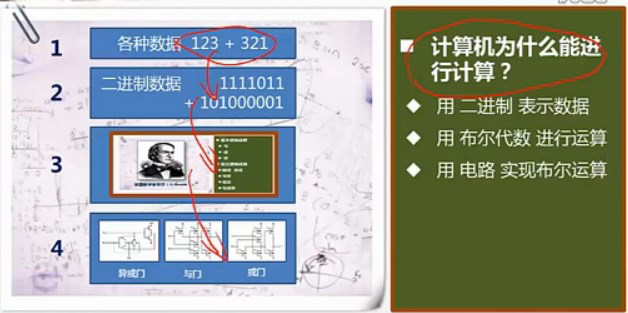 1
各种数据 123 + 321
2
二进制数据 1111011
+ 101000001
3
4
异或门 与门 或门
计算机为什么能进
行计算？
用 二进制 表示数据
用 布尔代数 进行运算
用 电路 实现布尔运算